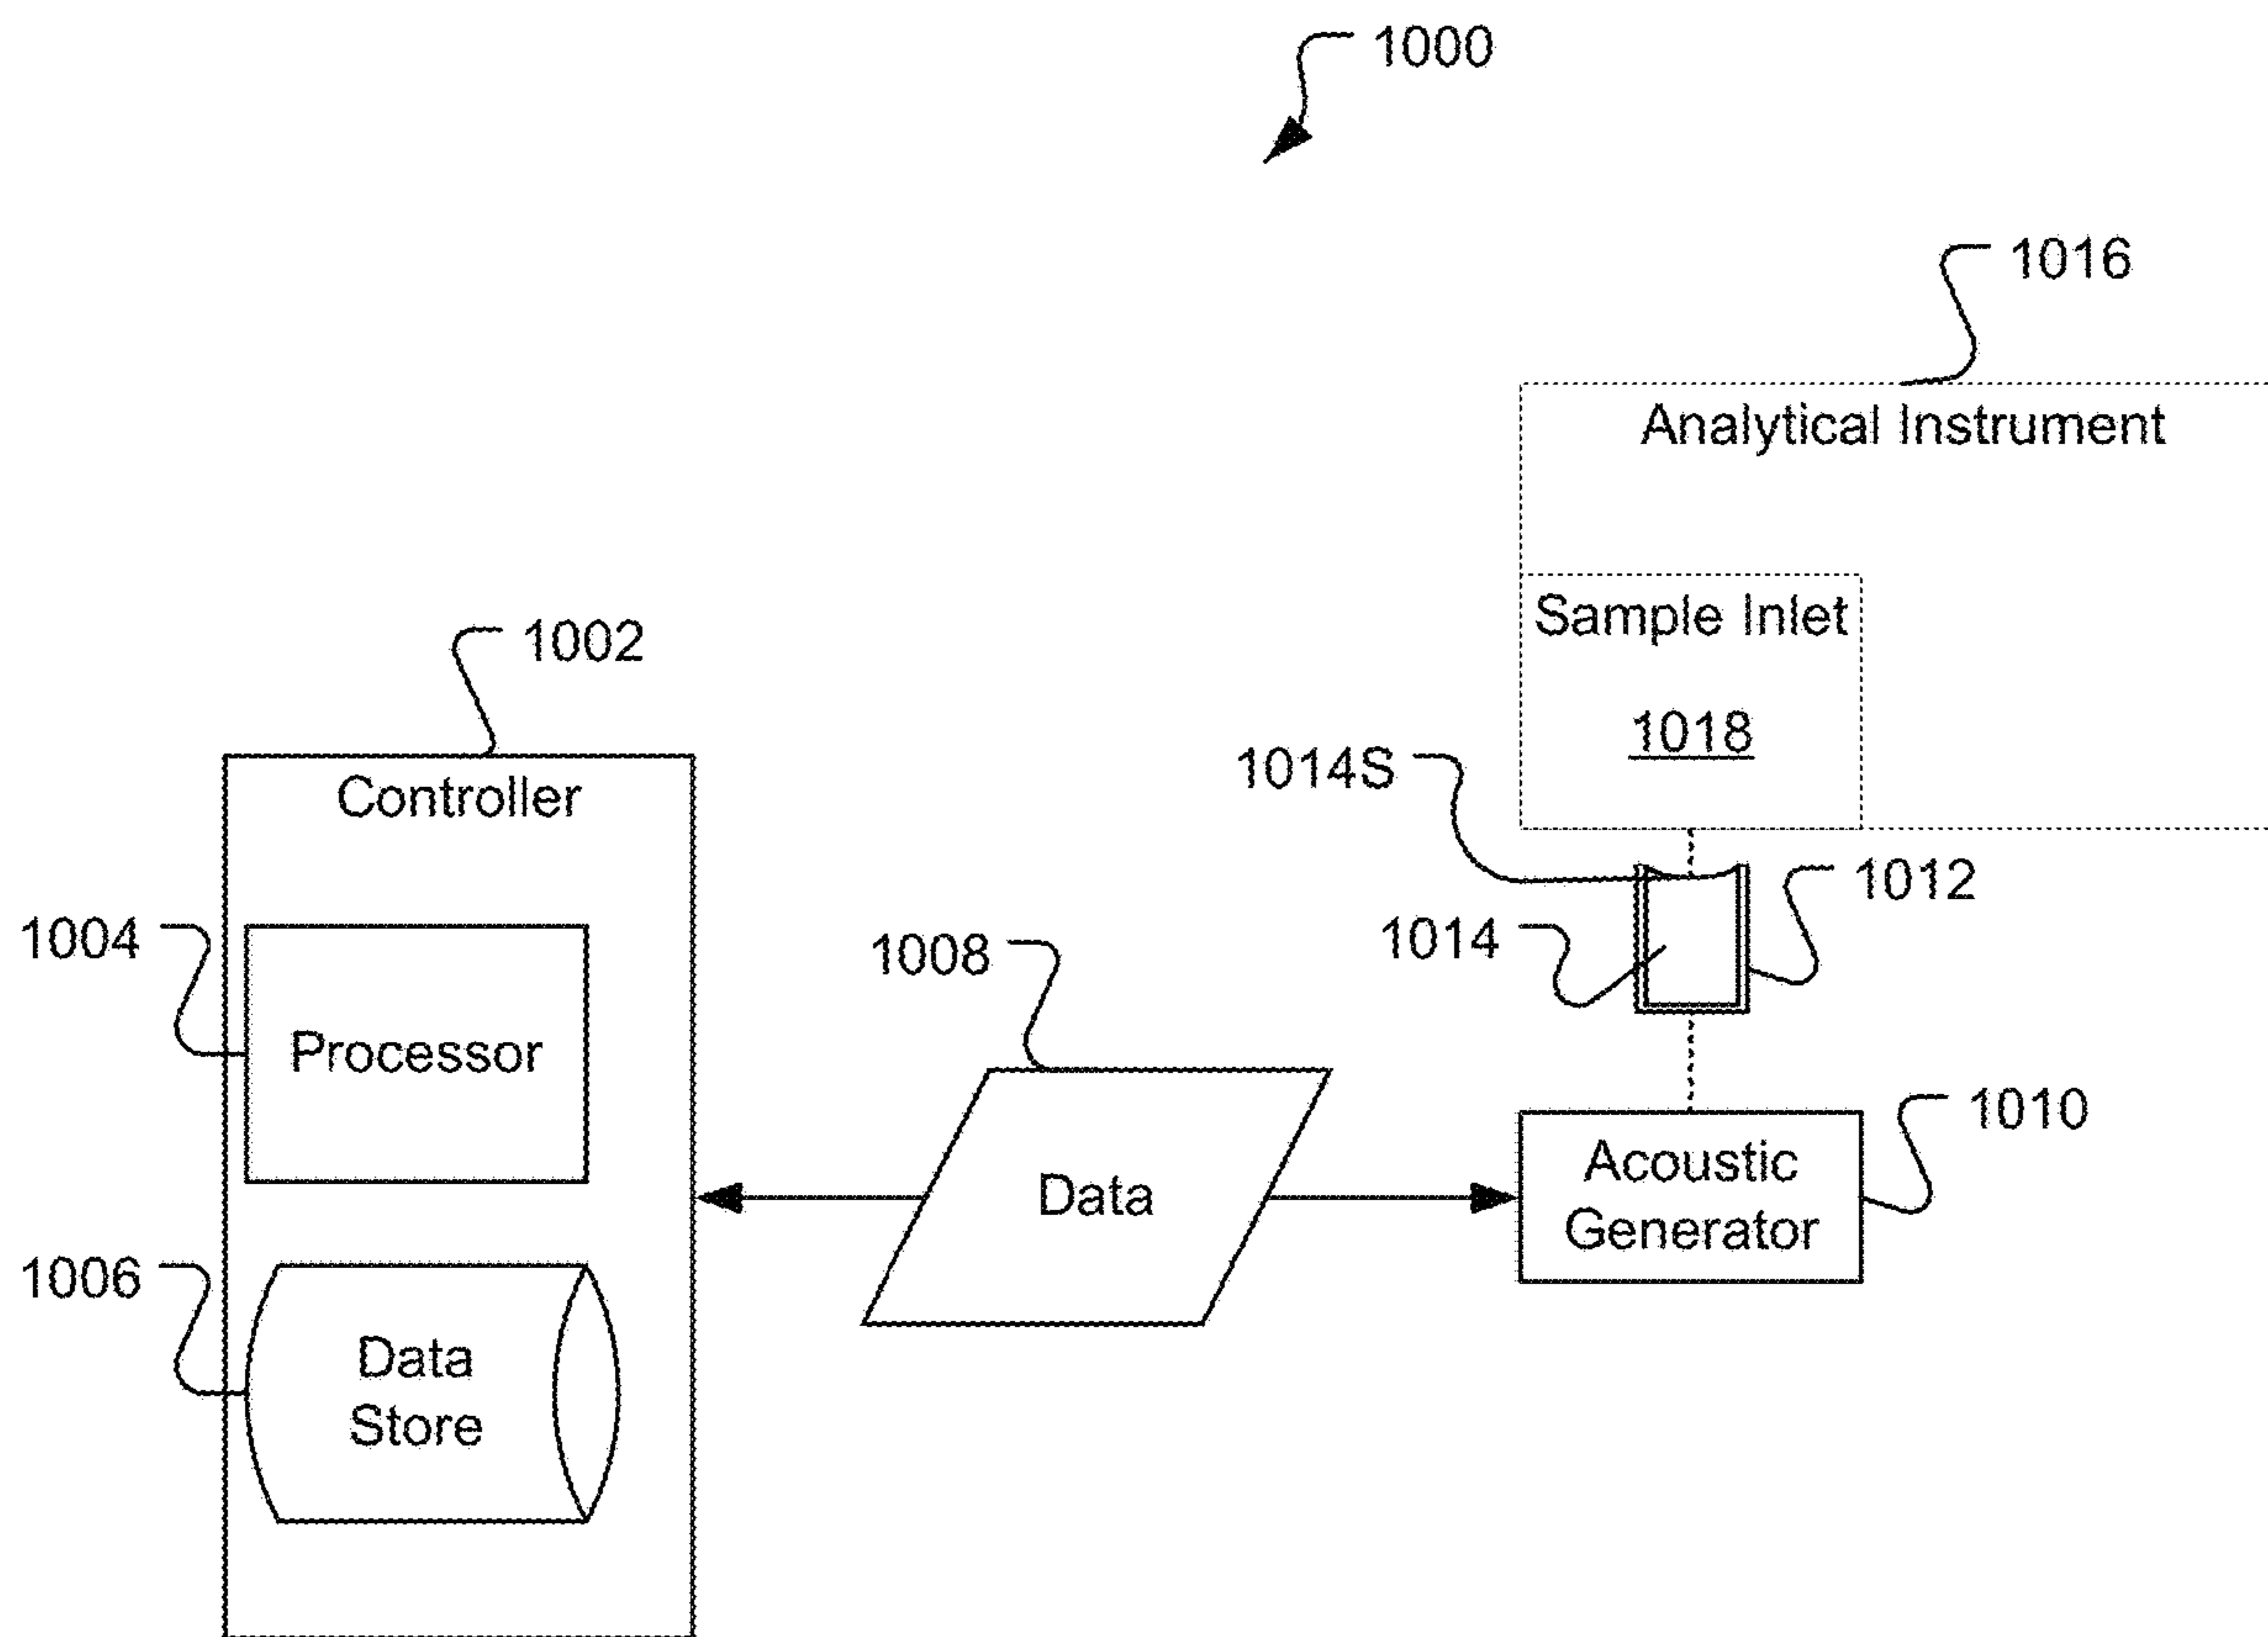 1000
1016
Analytical Instrument
Sample Inlet
1018
1002
1014S
Controller
1012
1004
1008
1014
Processor
1010
Acoustic
Generator
Data
1006
Data
Store